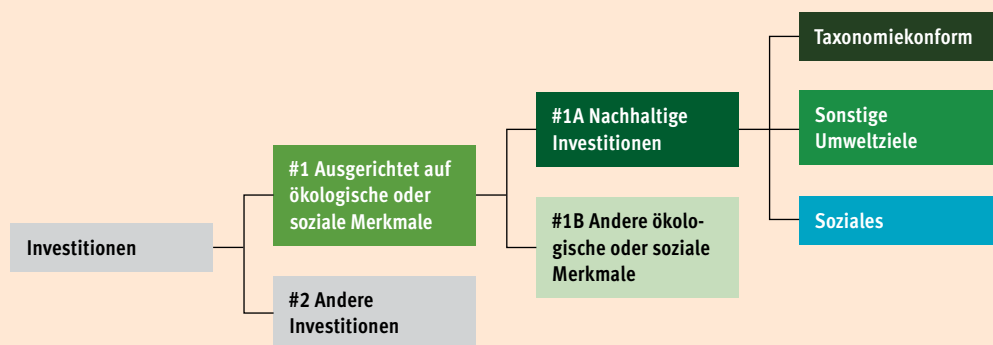 Investitionen
#1 Ausgerichtet auf
ökologische oder
soziale Merkmale
#2 Andere
Investitionen
#1A Nachhaltige
Investitionen
#1B Andere ökolo-
gische oder soziale
Merkmale
Taxonomiekonform
Sonstige
Umweltziele
Soziales